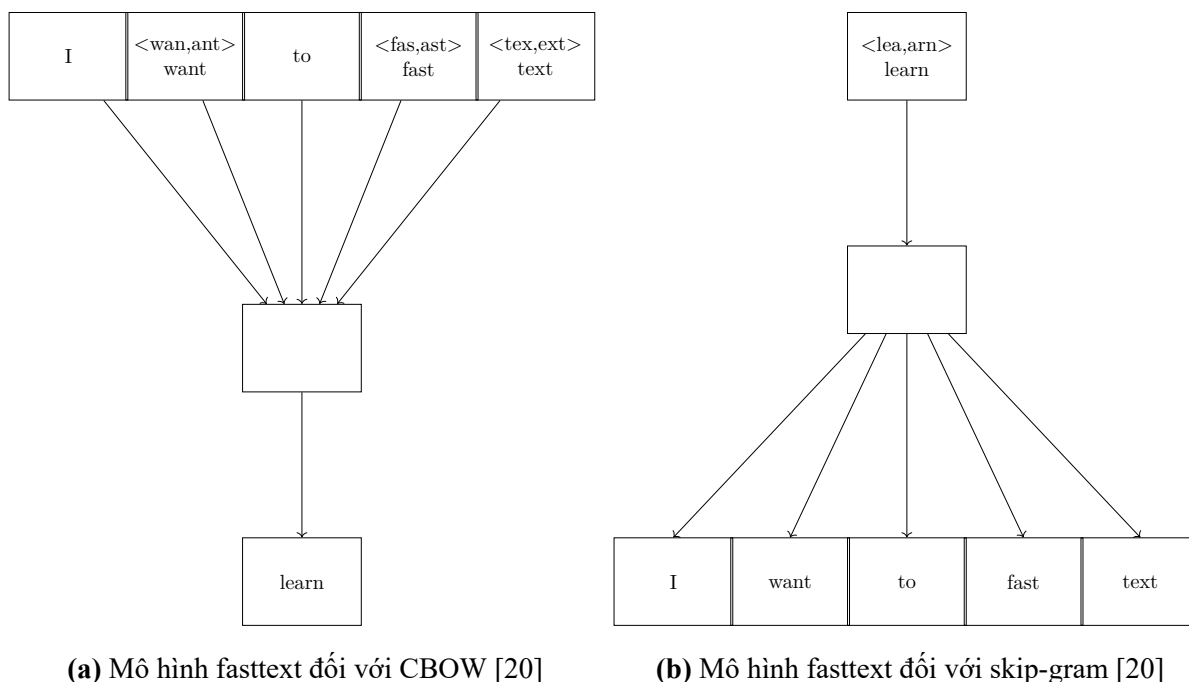 I
<wan,ant>
want
to
<fas,ast>
fast
<tex,ext>
text
learn
(a) Mô hình fasttext đối với CBOW [20]
<lea,arn>
learn
I
want
to
fast
text
(b) Mô hình fasttext đối với skip-gram [20]